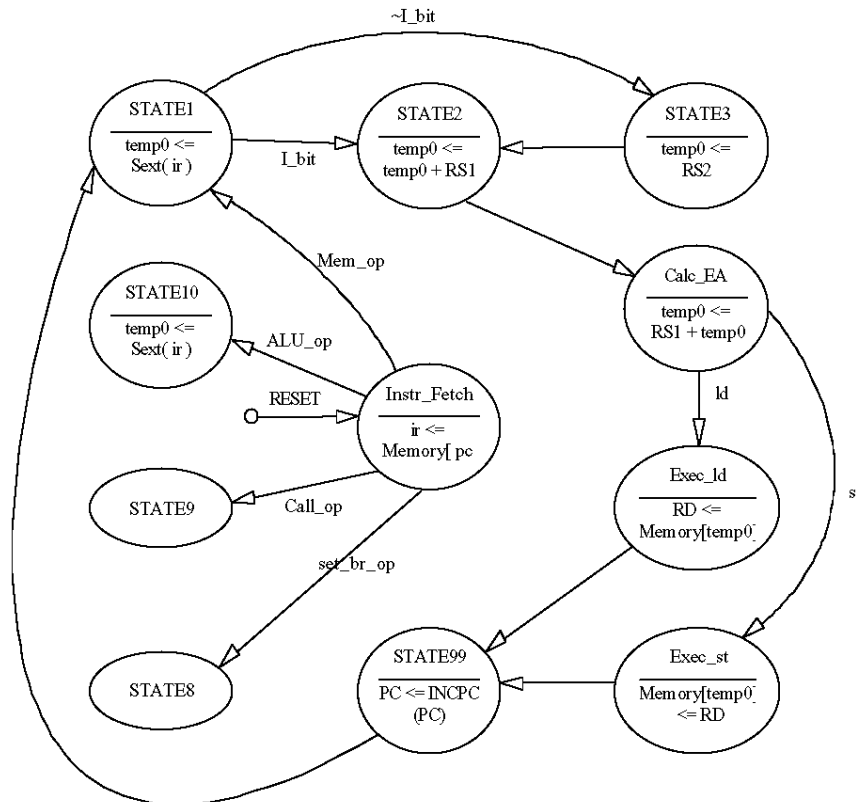 ~I_bit
STATE1
temp0 <=
Sext( ir )
I_bit
STATE2
temp0 <=
temp0 + RS1
STATE3
temp0 <=
RS2
Mem_op
STATE10
temp0 <=
Sext( ir )
ALU_op
Calc_EA
temp0 <=
RS1 + temp0
RESET
Instr_Fetch
ir <=
Memory[ pc
ld
Exec_ld
RD <=
Memory[temp0]
s
STATE9
Call_op
set_br_op
STATE8
STATE99
PC <= INCPC
(PC)
Exec_st
Memory[temp0]
<= RD